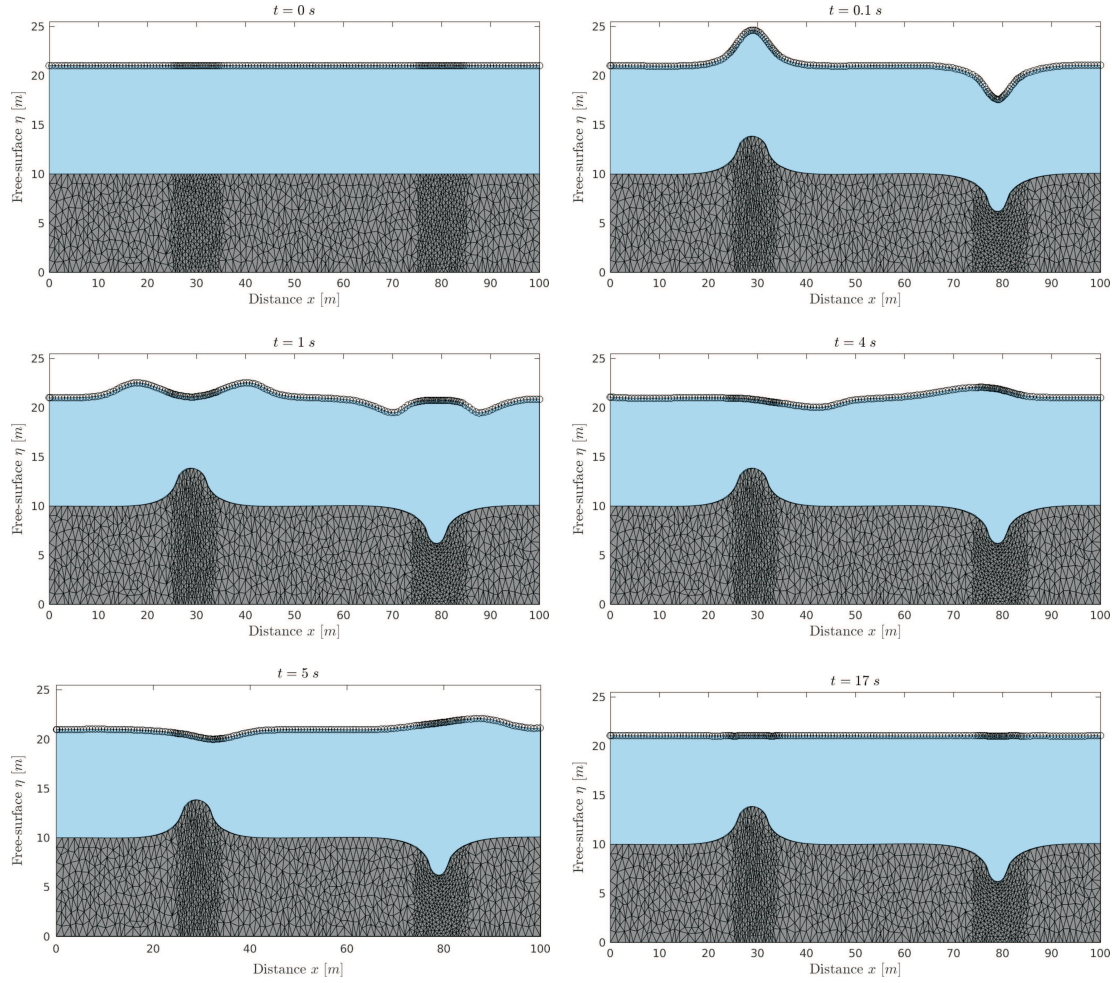 t = 0 s
25
20
15
10
5
0
Free-surface η [m]
0 10 20 30 40 50 60 70 80 90 100
Distance x [m]
t = 0.1 s
25
20
15
10
5
0
Free-surface η [m]
0 10 20 30 40 50 60 70 80 90 100
Distance x [m]
t = 1 s
25
20
15
10
5
0
Free-surface η [m]
0 10 20 30 40 50 60 70 80 90 100
Distance x [m]
t = 4 s
25
20
15
10
5
0
Free-surface η [m]
0 10 20 30 40 50 60 70 80 90 100
Distance x [m]
t = 5 s
25
20
15
10
5
0
Free-surface η [m]
0 20 40 60 80 100
Distance x [m]
t = 17 s
25
20
15
10
5
0
Free-surface η [m]
0 10 20 30 40 50 60 70 80 90 100
Distance x [m]